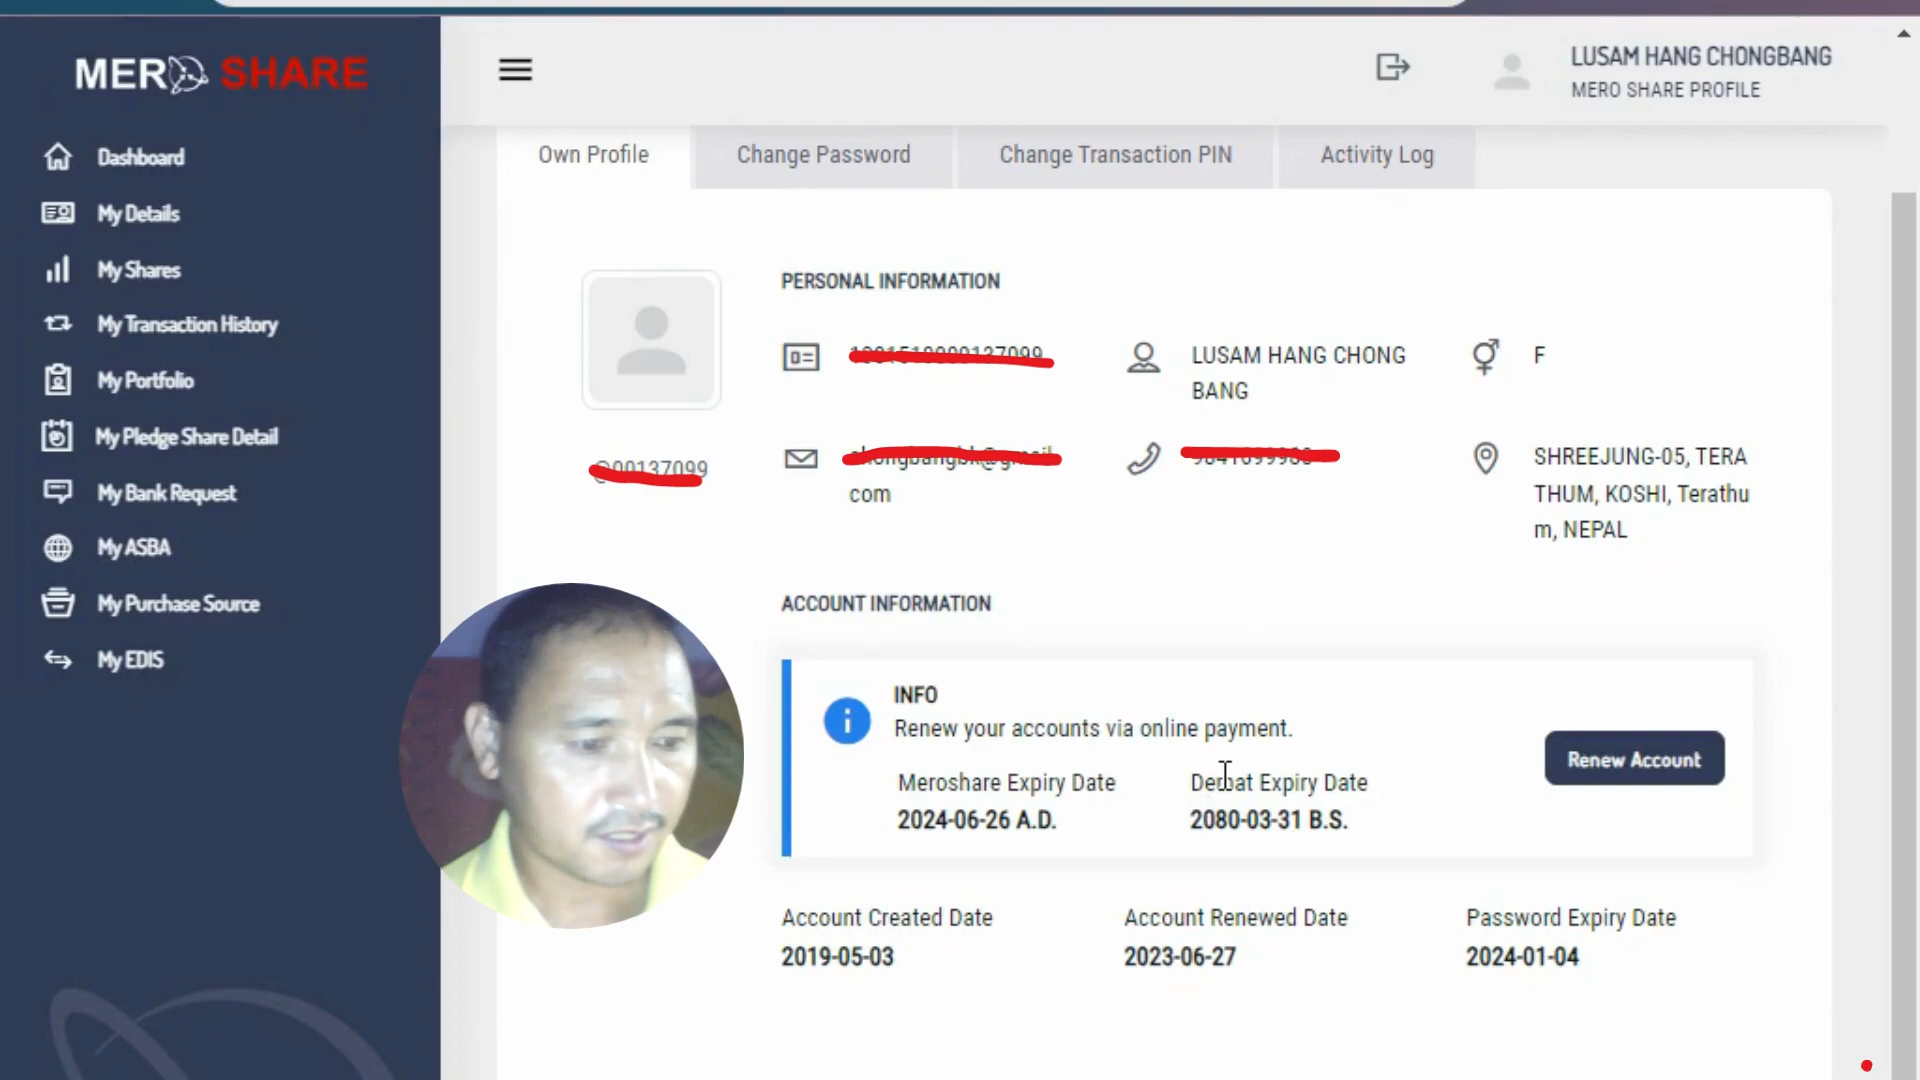 MERO SHARE
LUSAM HANG CHONGBANG
MERO SHARE PROFILE
Dashboard
My Details
My Shares
My Transaction History
My Portfolio
My Pledge Share Detail
My Bank Request
My ASBA
My Purchase Source
My EDIS
Own Profile
Change Password
Change Transaction PIN
Activity Log
PERSONAL INFORMATION
LUSAM HANG CHONG
BANG
F
com
SHREEJUNG-05, TERA
THUM, KOSHI, Terathu
m, NEPAL
ACCOUNT INFORMATION
INFO
Renew your accounts via online payment.
Meroshare Expiry Date
2024-06-26 A.D.
Demat Expiry Date
2080-03-31 B.S.
Renew Account
Account Created Date
2019-05-03
Account Renewed Date
2023-06-27
Password Expiry Date
2024-01-04